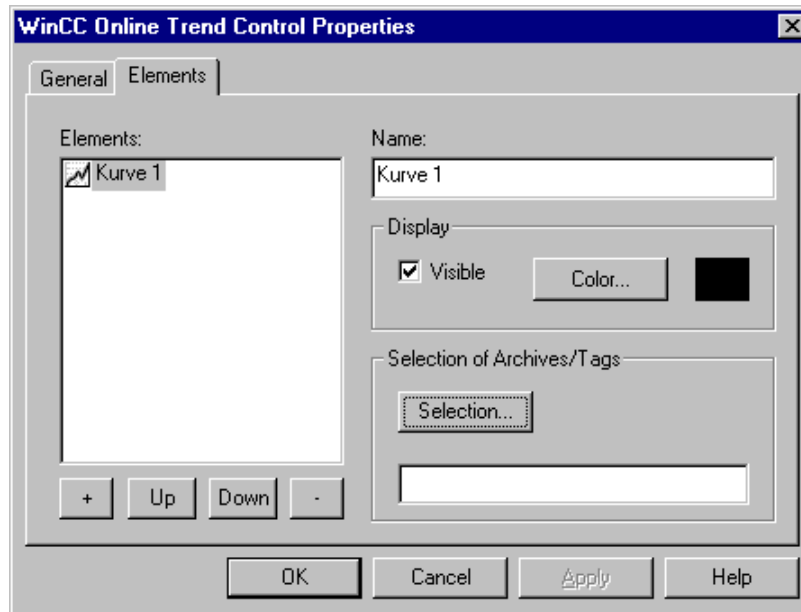 WinCC Online Trend Control Properties
General Elements
Elements:
Kurve 1
Name:
Kurve 1
Display
Visible
Color...
Selection of Archives/Tags
Selection...
+ Up Down -
OK Cancel Apply Help